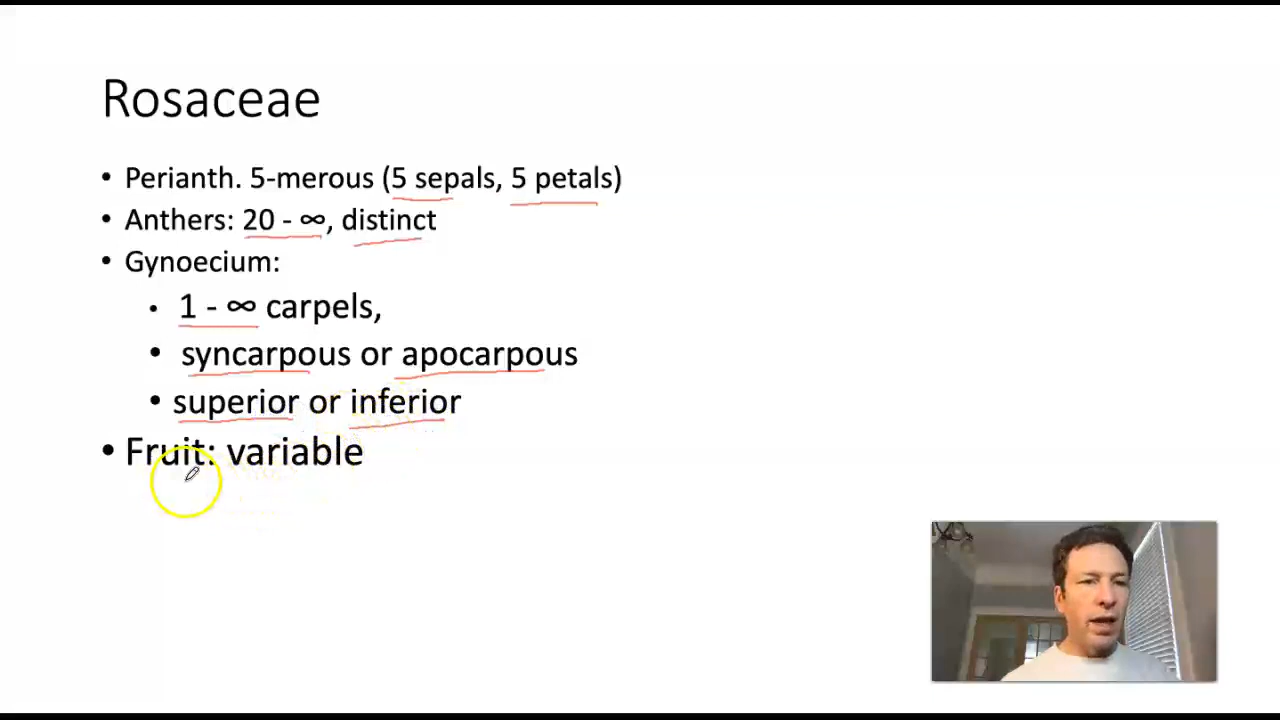 Rosaceae
• Perianth. 5-merous (5 sepals, 5 petals)
• Anthers: 20 - ∞, distinct
• Gynoecium:
• 1 - ∞ carpels,
• syncarpous or apocarpous
• superior or inferior
• Fruit: variable